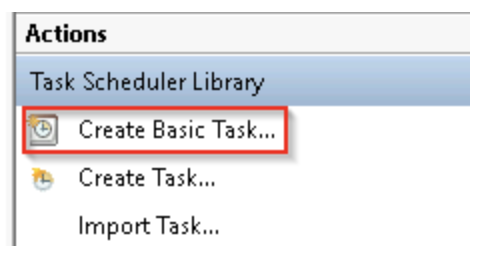 Actions
Task Scheduler Library
Create Basic Task...
Create Task...
Import Task...